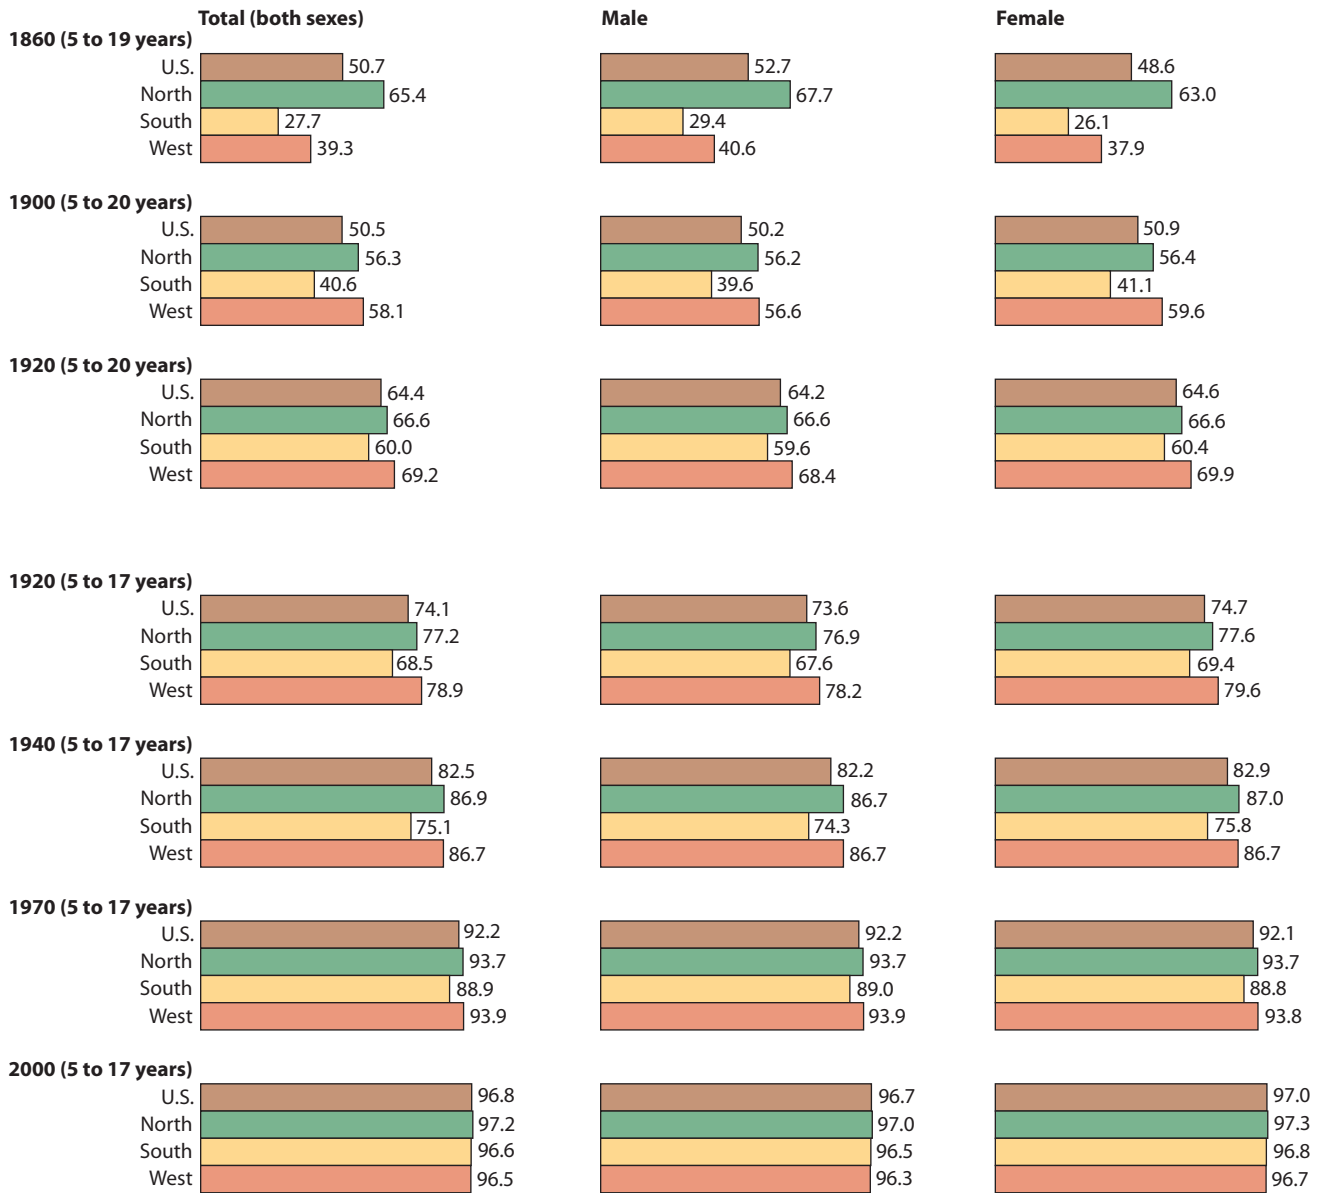 Total (both sexes) Male Female
1860 (5 to 19 years)
U.S. 50.7 52.7 48.6
North 65.4 67.7 63.0
South 27.7 29.4 26.1
West 39.3 40.6 37.9
1900 (5 to 20 years)
U.S. 50.5 50.2 50.9
North 56.3 56.2 56.4
South 40.6 39.6 41.1
West 58.1 56.6 59.6
1920 (5 to 20 years)
U.S. 64.4 64.2 64.6
North 66.6 66.6 66.6
South 60.0 59.6 60.4
West 69.2 68.4 69.9
1920 (5 to 17 years)
U.S. 74.1 73.6 74.7
North 77.2 76.9 77.6
South 68.5 67.6 69.4
West 78.9 78.2 79.6
1940 (5 to 17 years)
U.S. 82.5 82.2 82.9
North 86.9 86.7 87.0
South 75.1 74.3 75.8
West 86.7 86.7 86.7
1970 (5 to 17 years)
U.S. 92.2 92.2 92.1
North 93.7 93.7 93.7
South 88.9 89.0 88.8
West 93.9 93.9 93.8
2000 (5 to 17 years)
U.S. 96.8 96.7 97.0
North 97.2 97.0 97.3
South 96.6 96.5 96.8
West 96.5 96.3 96.7